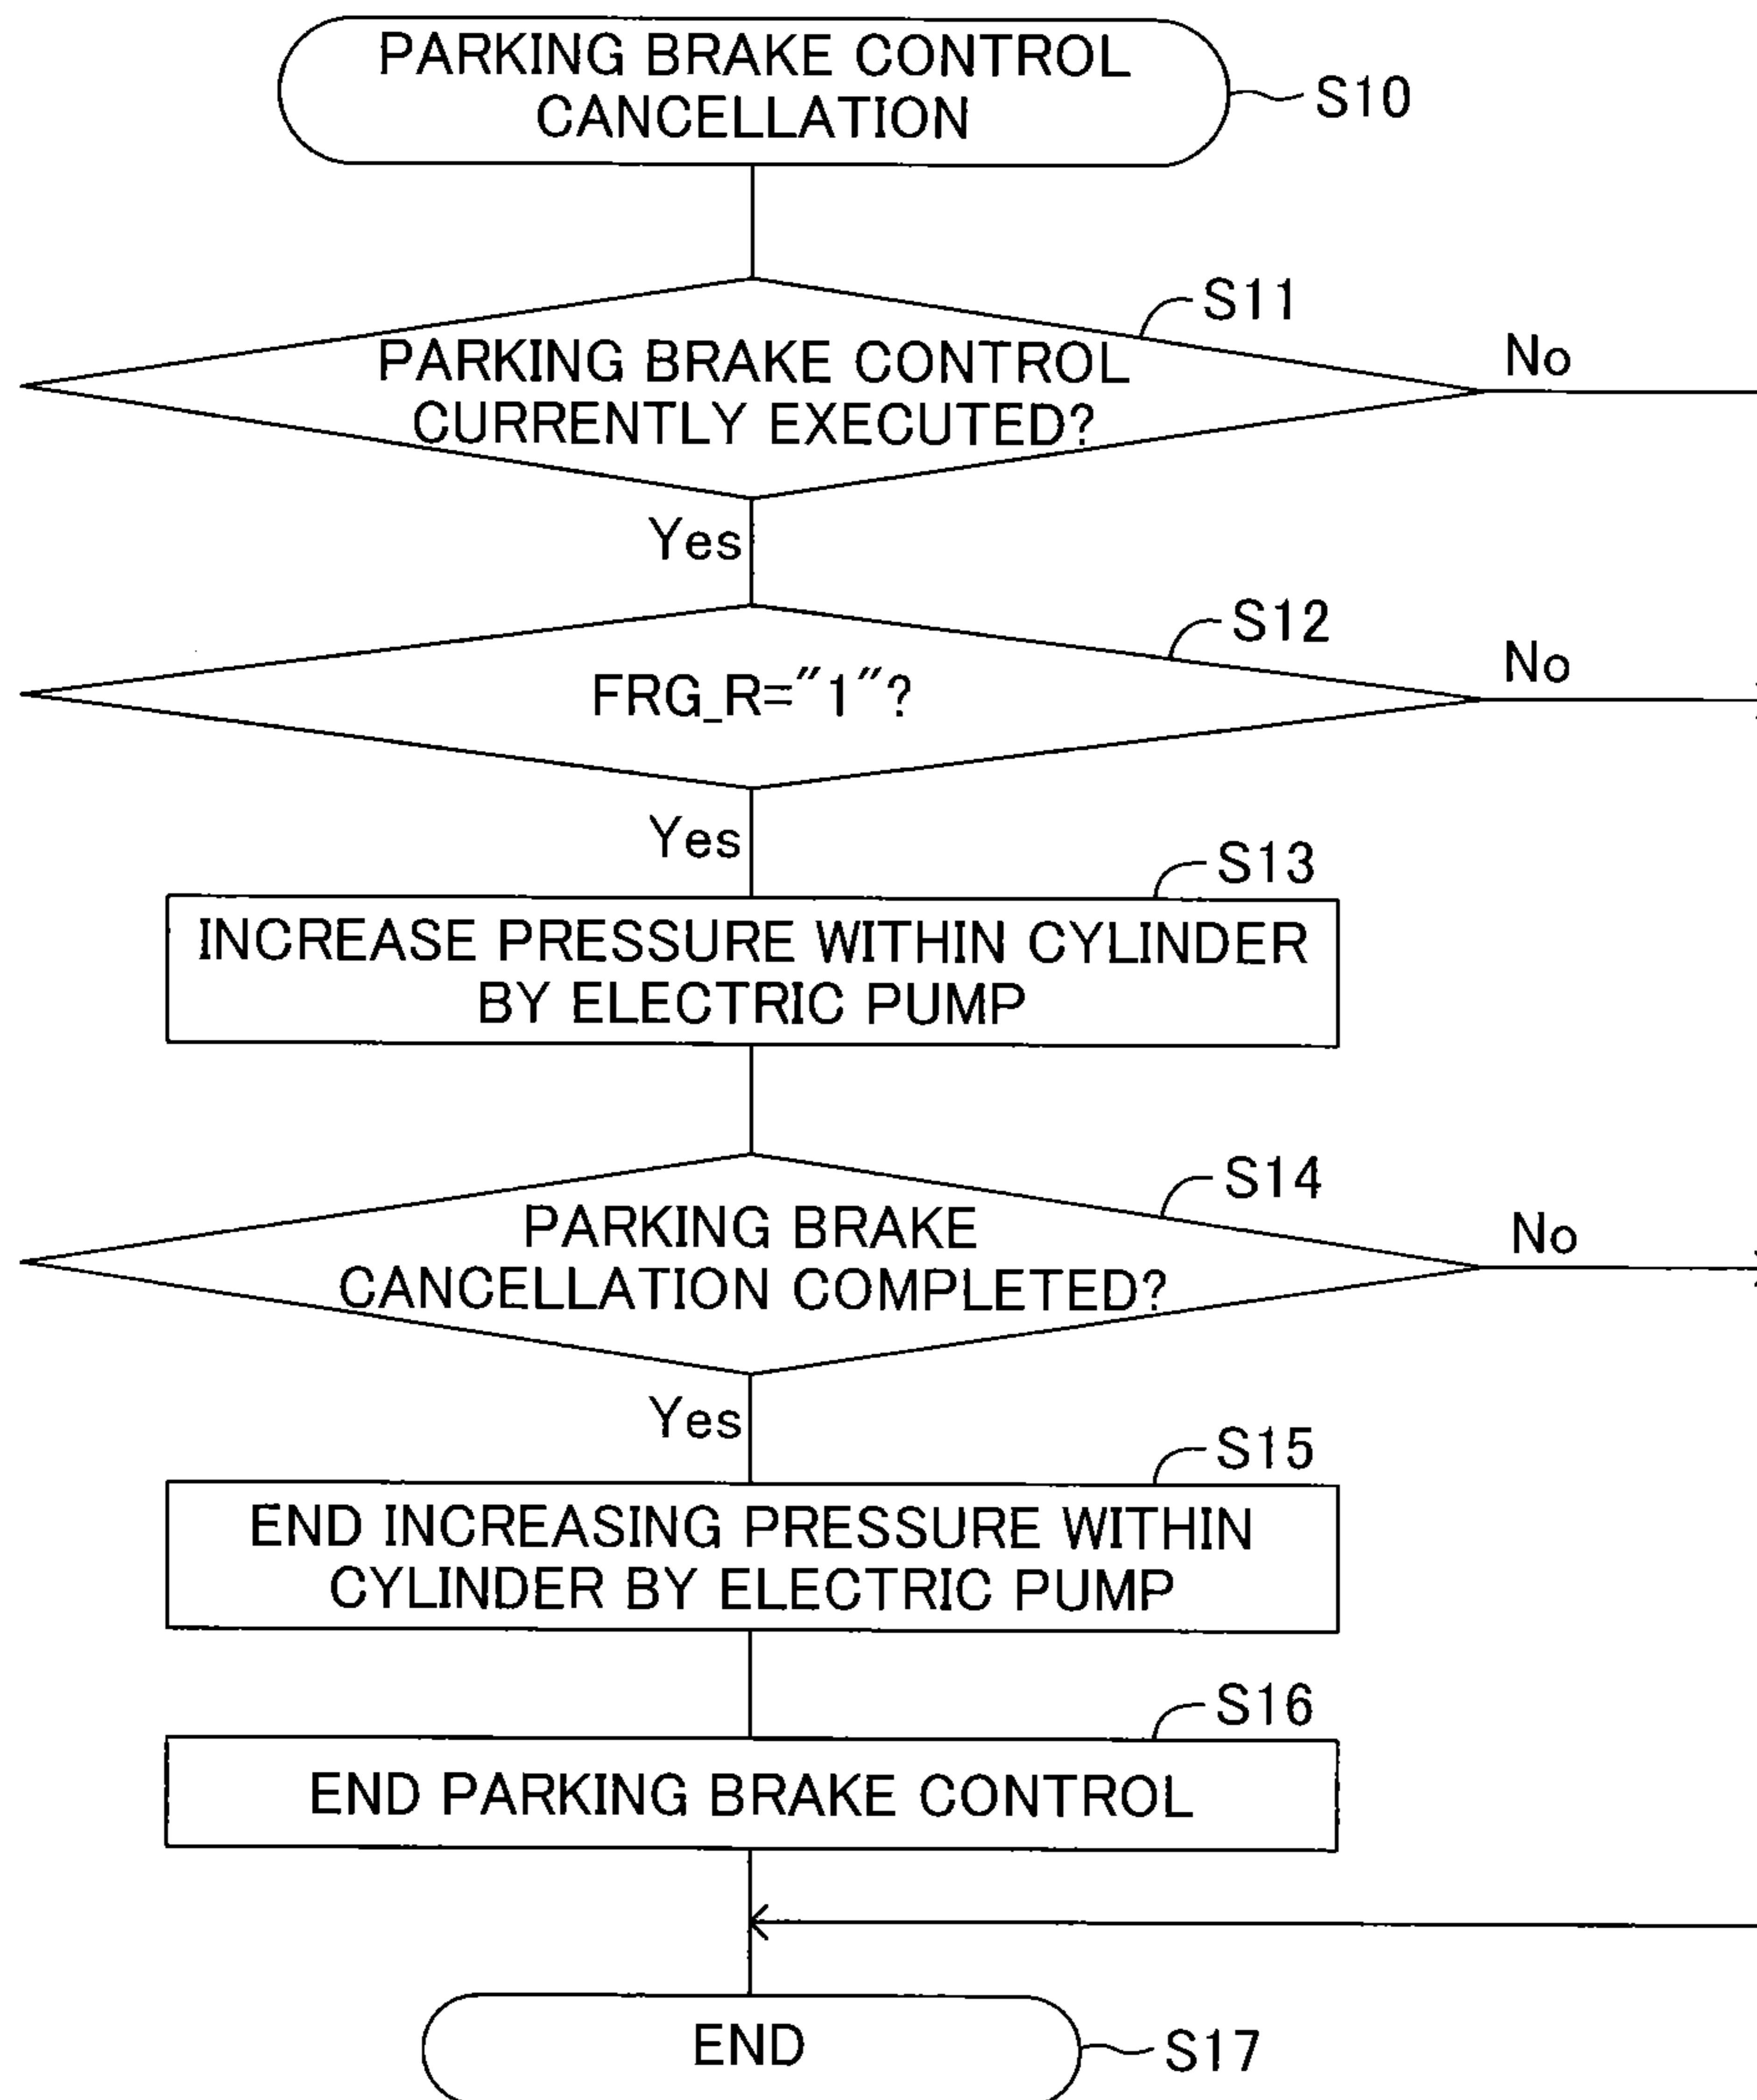 PARKING BRAKE CONTROL
CANCELLATION
S10
S11
PARKING BRAKE CONTROL
CURRENTLY EXECUTED?
No
Yes
S12
FRG_R="1"?
No
Yes
S13
INCREASE PRESSURE WITHIN CYLINDER
BY ELECTRIC PUMP
S14
PARKING BRAKE
CANCELLATION COMPLETED?
No
Yes
S15
END INCREASING PRESSURE WITHIN
CYLINDER BY ELECTRIC PUMP
S16
END PARKING BRAKE CONTROL
END
S17